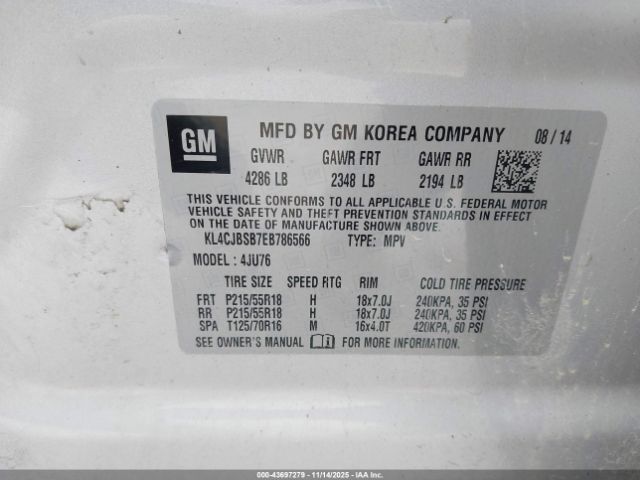 GM
MFD BY GM KOREA COMPANY 08/14
GVWR GAWR FRT GAWR RR
4286 LB 2348 LB 2194 LB
THIS VEHICLE CONFORMS TO ALL APPLICABLE U.S. FEDERAL MOTOR
VEHICLE SAFETY AND THEFT PREVENTION STANDARDS IN EFFECT
ON THE DATE OF MANUFACTURE SHOWN ABOVE.
KL4CJBSB7EB786566 TYPE: MPV
MODEL : 4JU76
TIRE SIZE SPEED RTG RIM COLD TIRE PRESSURE
FRT P215/55R18 H 18x7.0J 240KPA, 35 PSI
RR P215/55R18 H 18x7.0J 240KPA, 35 PSI
SPA T125/70R16 M 16x4.0T 420KPA, 60 PSI
SEE OWNER'S MANUAL FOR MORE INFORMATION.
000-43697279 - 11/14/2025 - IAAI.COM